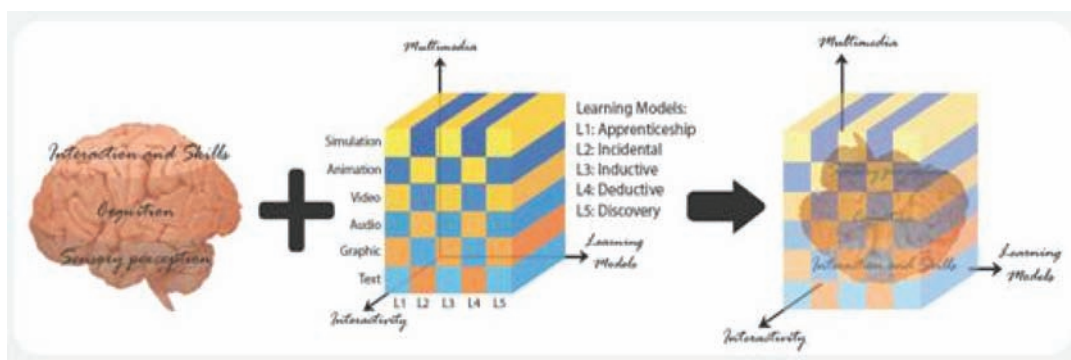 Interaction and Skills
Cognition
Sensory perception
Multimedia
Simulation
Animation
Video
Audio
Graphic
Text
L1 L2 L3 L4 L5
Interactivity
Learning
Models
Learning Models:
L1: Apprenticeship
L2: Incidental
L3: Inductive
L4: Deductive
L5: Discovery
Multimedia
Interaction and Skills
Learning
Models
Interactivity